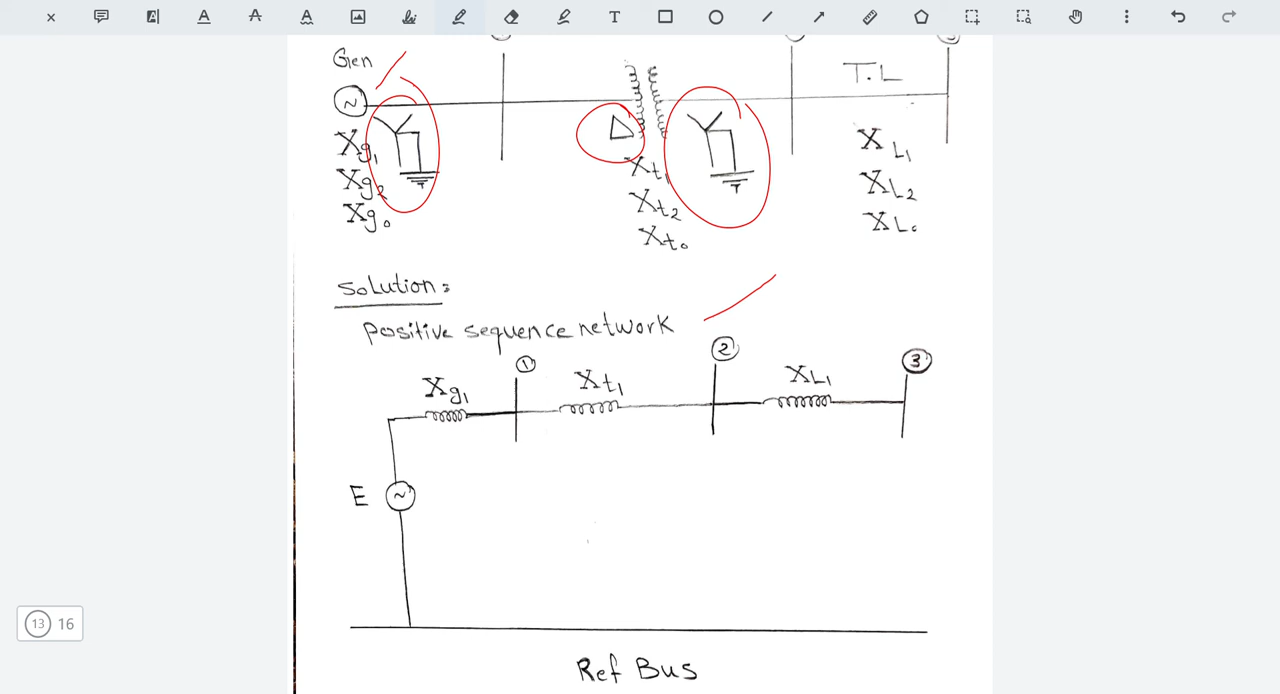 Gen
T.L
~
Xg1
Xg2
Xg0
Δ
Xt1
Xt2
Xt0
XL1
XL2
XL0
Solution:
Positive sequence network
Xg1
1
Xt1
2
XL1
3
E ~
Ref Bus
13 16
T
A
A
A
A